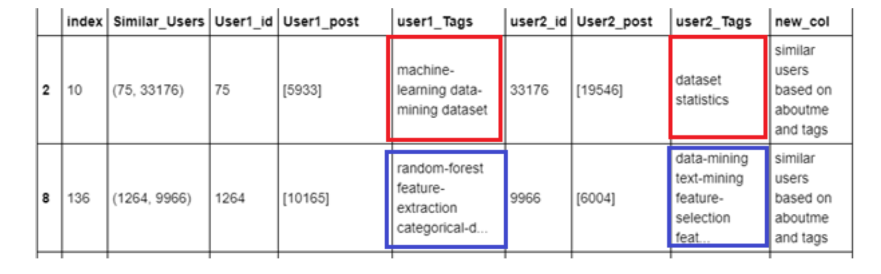 index Similar_Users User1_id User1_post user1_Tags user2_id User2_post user2_Tags new_col
similar
machine- users
dataset
2 10 (75, 33176) 75 [5933] learning data- 33176 [19546] based on
statistics
mining dataset aboutme
and tags
data-mining
similar
random-forest text-mining
users
feature-
8 136 (1264, 9966) 1264 [10165] 9966 [6004] feature- based on
extraction
selection aboutme
categorical-d...
feat... and tags